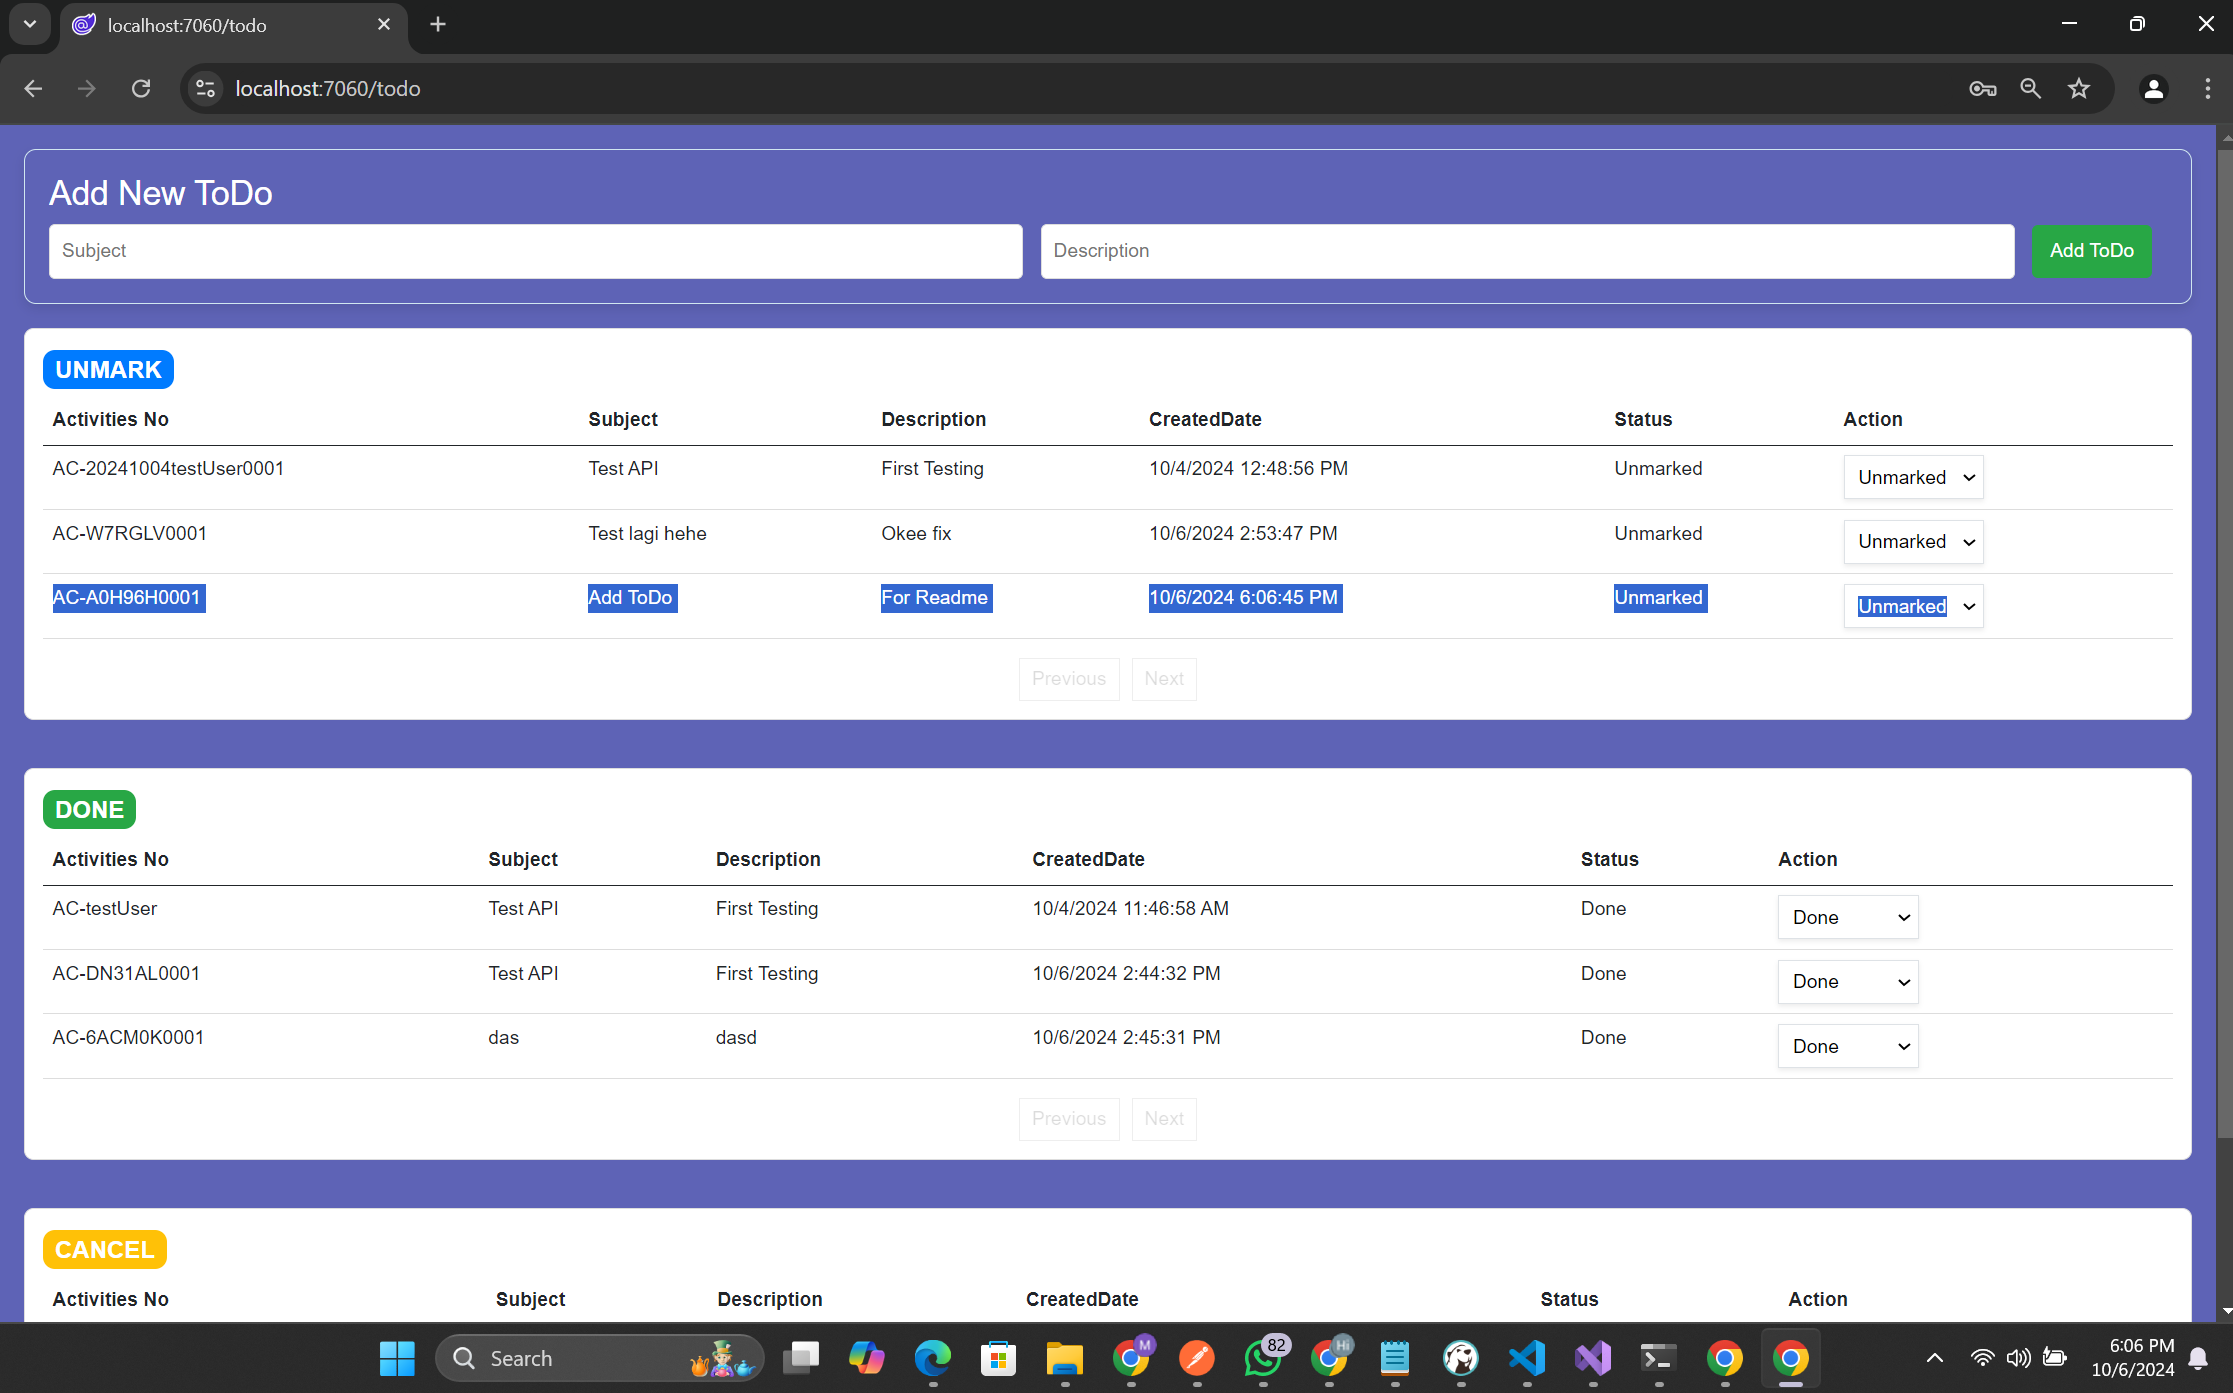 localhost:7060/todo
localhost:7060/todo
Add New ToDo
Subject Description Add ToDo
UNMARK
Activities No Subject Description CreatedDate Status Action
AC-20241004testUser0001 Test API First Testing 10/4/2024 12:48:56 PM Unmarked Unmarked
AC-W7RGLV0001 Test lagi hehe Okee fix 10/6/2024 2:53:47 PM Unmarked Unmarked
AC-A0H96H0001 Add ToDo For Readme 10/6/2024 6:06:45 PM Unmarked Unmarked
Previous Next
DONE
Activities No Subject Description CreatedDate Status Action
AC-testUser Test API First Testing 10/4/2024 11:46:58 AM Done Done
AC-DN31AL0001 Test API First Testing 10/6/2024 2:44:32 PM Done Done
AC-6ACM0K0001 das dasd 10/6/2024 2:45:31 PM Done Done
Previous Next
CANCEL
Activities No Subject Description CreatedDate Status Action
Search M 82 Hi 6:06 PM
10/6/2024